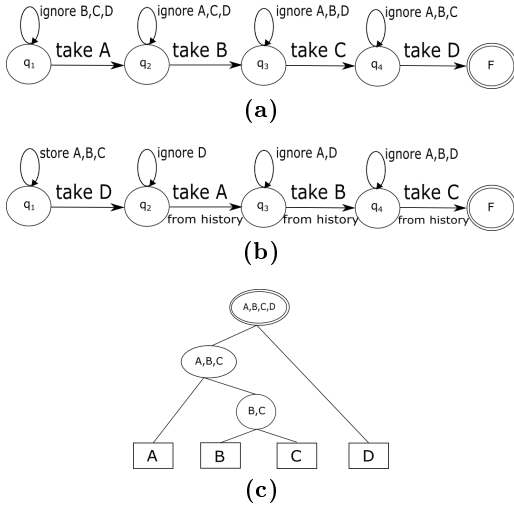 ignore B,C,D
ignore A,C,D
ignore A,B,D
ignore A,B,C
take A
take B
take C
take D
q1
q2
q3
q4
F
(a)
store A,B,C
ignore D
ignore A,D
ignore A,B,D
take D
take A
take B
take C
q1
q2
q3
q4
F
from history
from history
from history
(b)
A,B,C,D
A,B,C
B,C
A
B
C
D
(c)